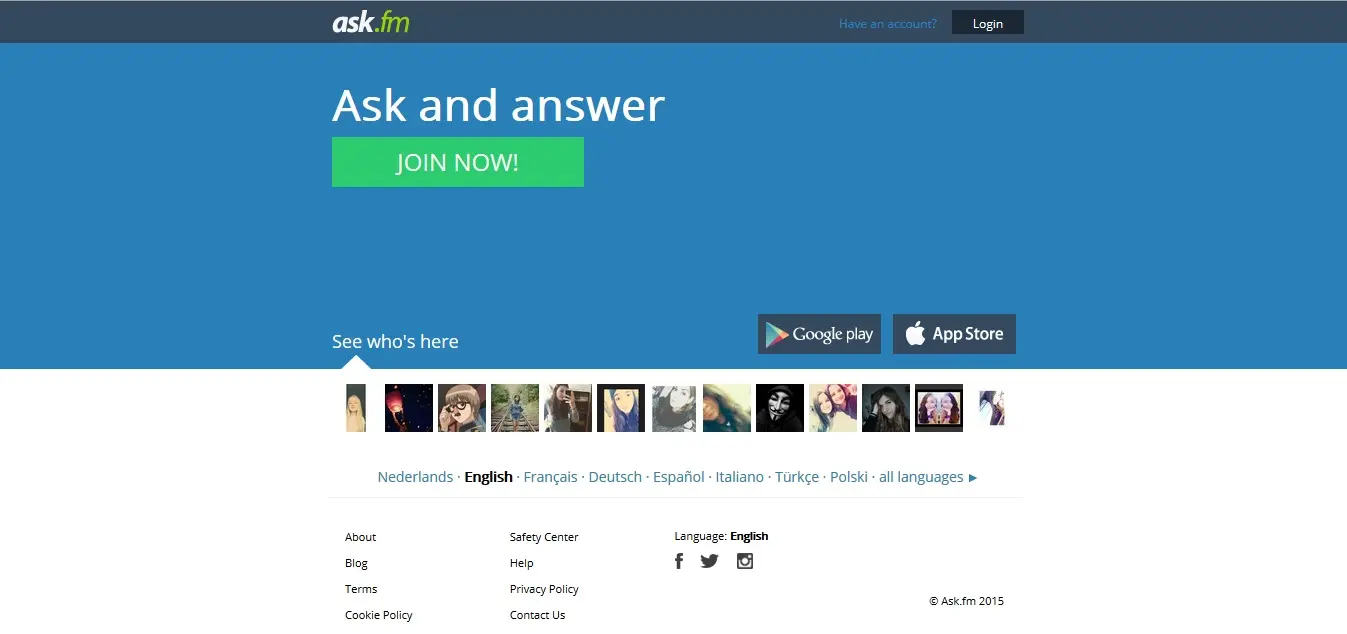 ask.fm
Have an account?
Login
Ask and answer
JOIN NOW!
See who's here
Google play
App Store
Nederlands · English · Français · Deutsch · Español · Italiano · Türkçe · Polski · all languages ►
About
Safety Center
Language: English
Blog
Help
Terms
Privacy Policy
© Ask.fm 2015
Cookie Policy
Contact Us